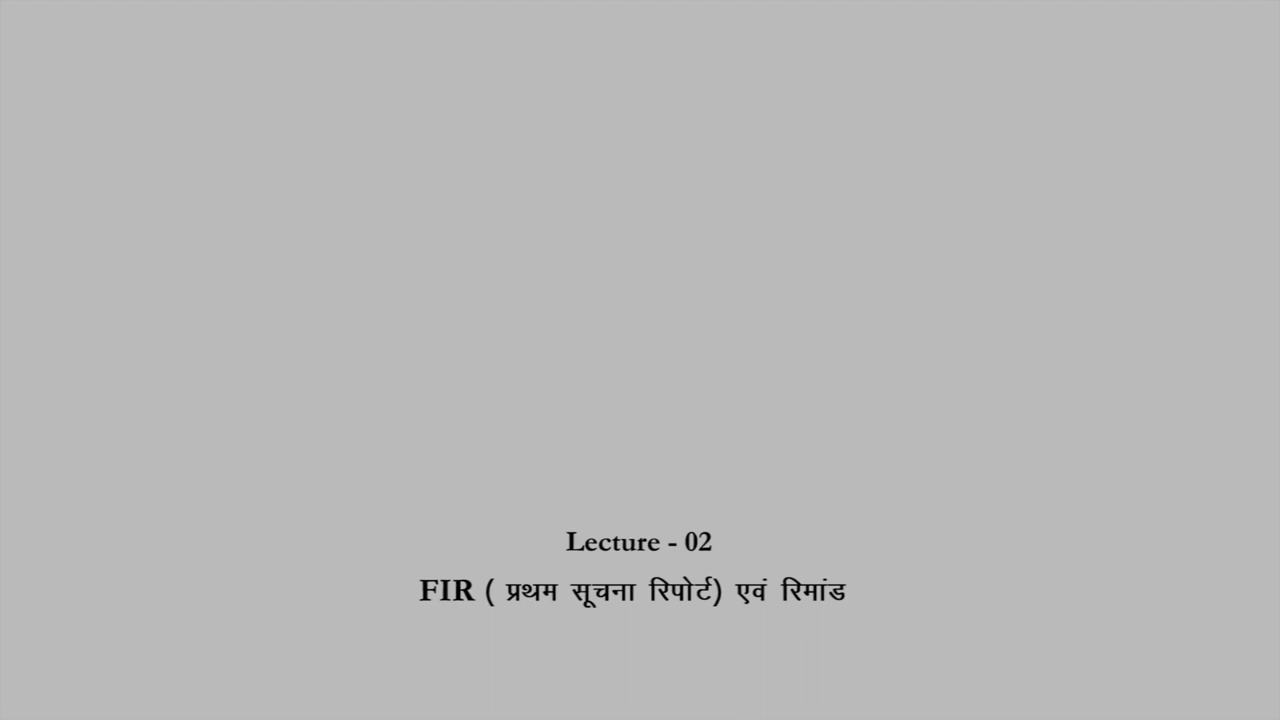 Lecture - 02
FIR ( प्रथम सूचना रिपोर्ट) एवं रिमांड